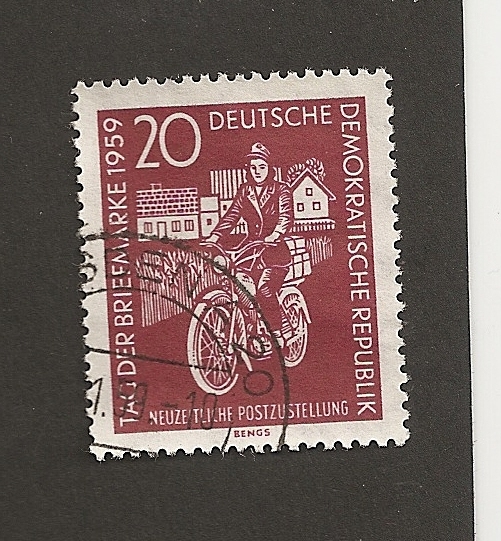 20 DEUTSCHE
DEMOKRATISCHE REPUBLIK
TAG DER BRIEFMARKE 1959
NEUZEITLICHE POSTZUSTELLUNG
BENGS